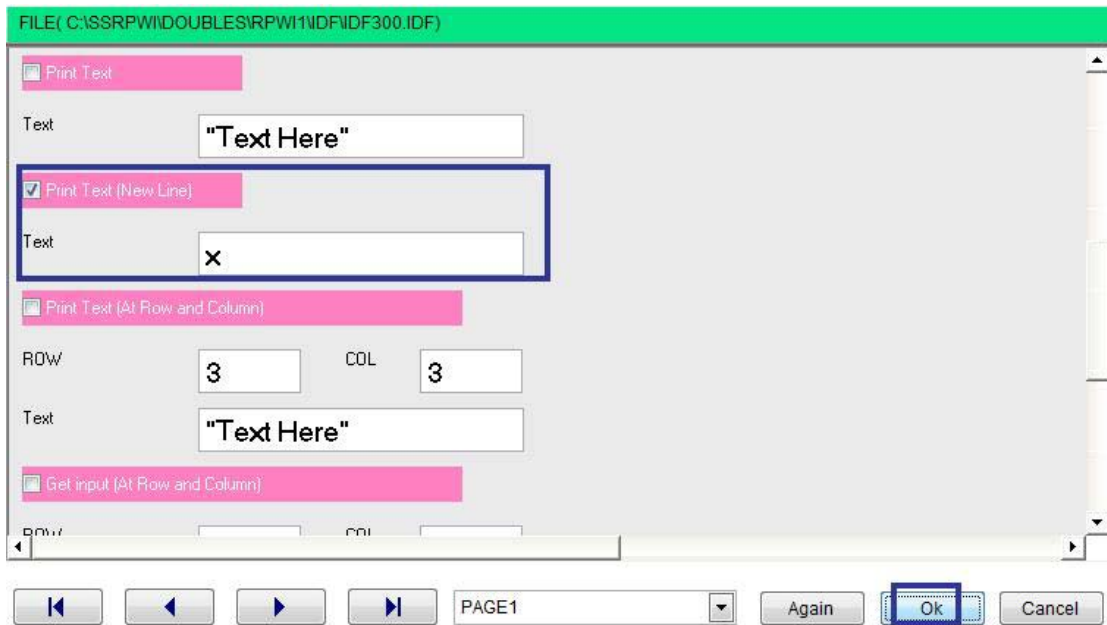 FILE( C:\SSRPWI\DOUBLES\RPWI1\IDF\IDF300.IDF)
Print Text
Text "Text Here"
Print Text (New Line)
Text x
Print Text (At Row and Column)
ROW 3 COL 3
Text "Text Here"
Get input (At Row and Column)
ROW COL
PAGE1 Again Ok Cancel